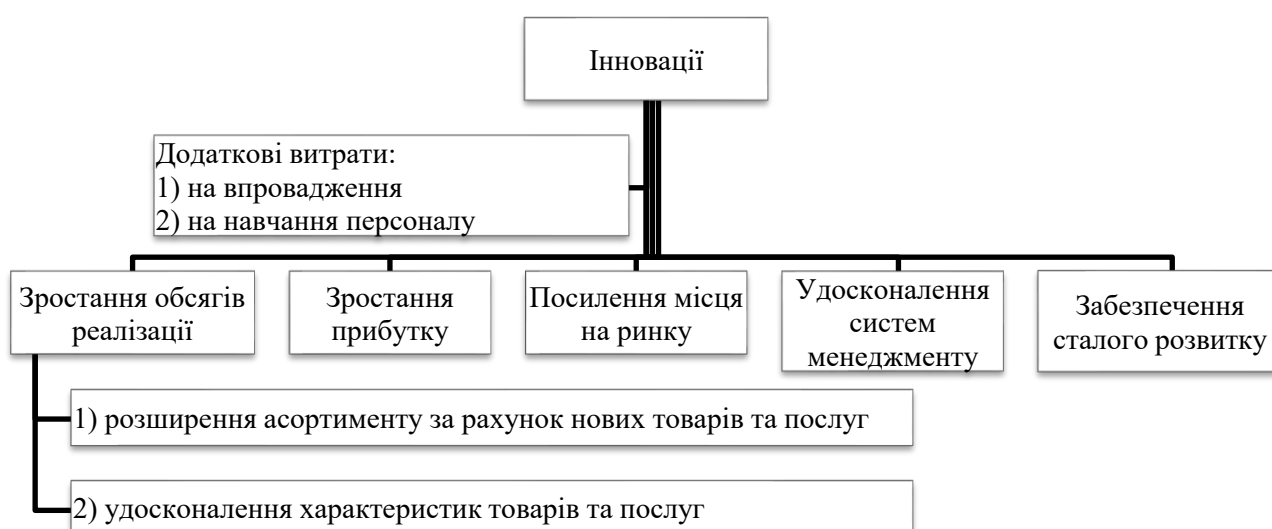 Інновації
Додаткові витрати:
1) на впровадження
2) на навчання персоналу
Зростання обсягів
реалізації
Зростання
прибутку
Посилення місця
на ринку
Удосконалення
систем
менеджменту
Забезпечення
сталого розвитку
1) розширення асортименту за рахунок нових товарів та послуг
2) удосконалення характеристик товарів та послуг